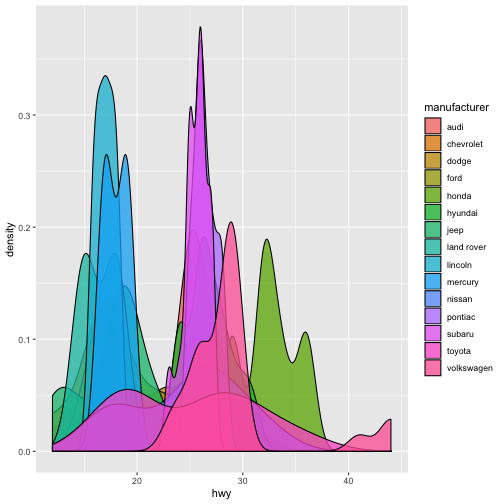 manufacturer
audi
chevrolet
dodge
ford
honda
hyundai
jeep
land rover
lincoln
mercury
nissan
pontiac
subaru
toyota
volkswagen
density
0.3
0.2
0.1
0.0
20 30 40
hwy